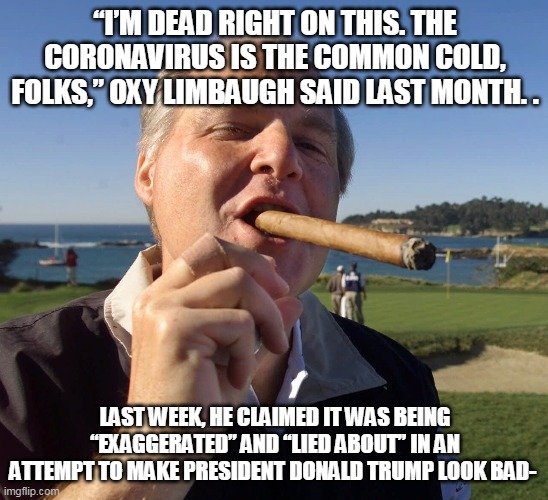 “I’M DEAD RIGHT ON THIS. THE
CORONAVIRUS IS THE COMMON COLD,
FOLKS,” OXY LIMBAUGH SAID LAST MONTH. .
LAST WEEK, HE CLAIMED IT WAS BEING
“EXAGGERATED” AND “LIED ABOUT” IN AN
ATTEMPT TO MAKE PRESIDENT DONALD TRUMP LOOK BAD-
imgflip.com